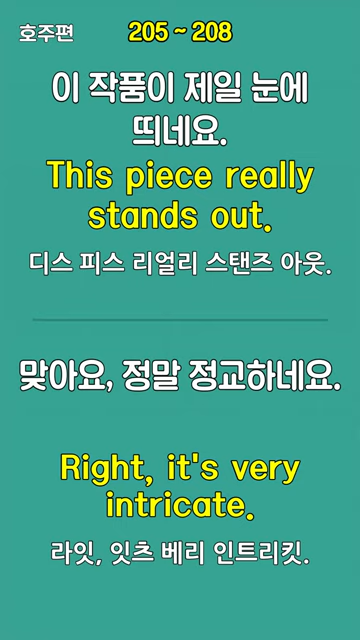 호주편
205 ~ 208
이 작품이 제일 눈에
띄네요.
This piece really
stands out.
디스 피스 리얼리 스탠즈 아웃.
맞아요, 정말 정교하네요.
Right, it's very
intricate.
라잇, 잇츠 베리 인트리킷.